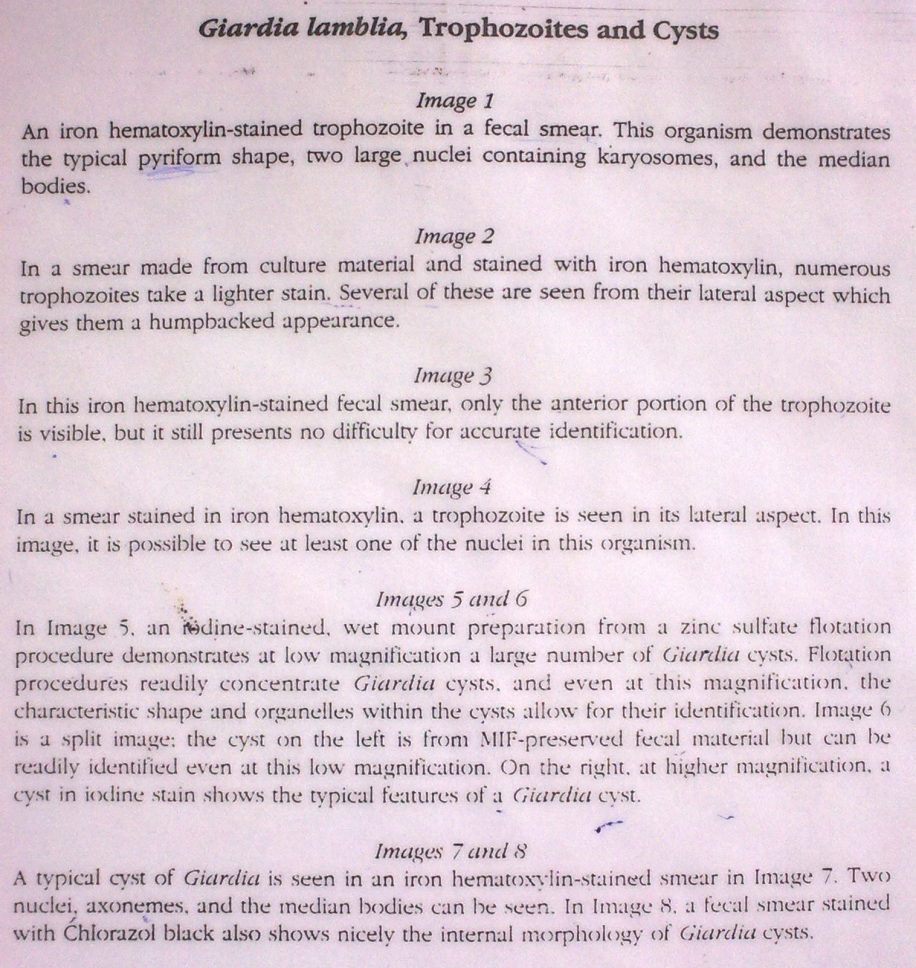 Giardia lamblia, Trophozoites and Cysts
Image 1
An iron hematoxylin-stained trophozoite in a fecal smear. This organism demonstrates
the typical pyriform shape, two large nuclei containing karyosomes, and the median
bodies.
Image 2
In a smear made from culture material and stained with iron hematoxylin, numerous
trophozoites take a lighter stain. Several of these are seen from their lateral aspect which
gives them a humpbacked appearance.
Image 3
In this iron hematoxylin-stained fecal smear, only the anterior portion of the trophozoite
is visible, but it still presents no difficulty for accurate identification.
Image 4
In a smear stained in iron hematoxylin, a trophozoite is seen in its lateral aspect. In this
image, it is possible to see at least one of the nuclei in this organism.
Images 5 and 6
In Image 5, an iodine-stained, wet mount preparation from a zinc sulfate flotation
procedure demonstrates at low magnification a large number of Giardia cysts. Flotation
procedures readily concentrate Giardia cysts, and even at this magnification, the
characteristic shape and organelles within the cysts allow for their identification. Image 6
is a split image; the cyst on the left is from MIF-preserved fecal material but can be
readily identified even at this low magnification. On the right, at higher magnification, a
cyst in iodine stain shows the typical features of a Giardia cyst.
Images 7 and 8
A typical cyst of Giardia is seen in an iron hematoxylin-stained smear in Image 7. Two
nuclei, axonemes, and the median bodies can be seen. In Image 8, a fecal smear stained
with Chlorazol black also shows nicely the internal morphology of Giardia cysts.